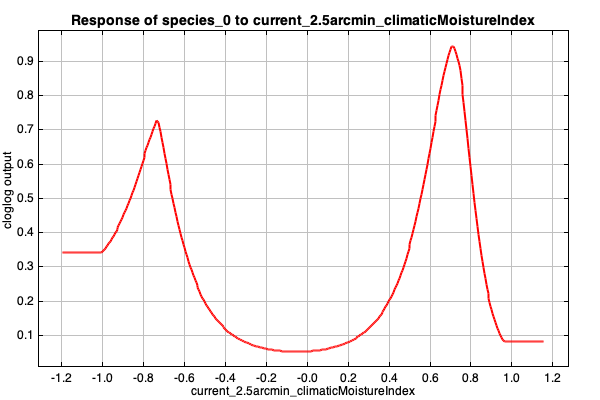 Response of species_0 to current_2.5arcmin_climaticMoistureIndex
cloglog output
0.9
0.8
0.7
0.6
0.5
0.4
0.3
0.2
0.1
-1.2 -1.0 -0.8 -0.6 -0.4 -0.2 -0.0 0.2 0.4 0.6 0.8 1.0 1.2
current_2.5arcmin_climaticMoistureIndex